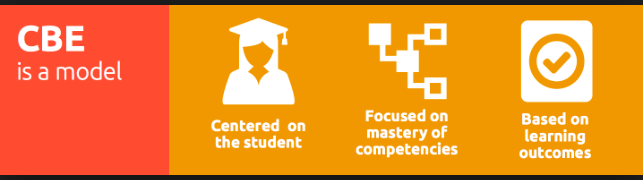 CBE
is a model
Centered on
the student
Focused on
mastery of
competencies
Based on
learning
outcomes